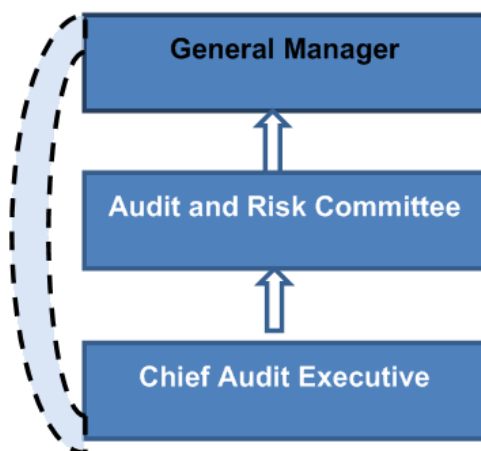 General Manager
Audit and Risk Committee
Chief Audit Executive